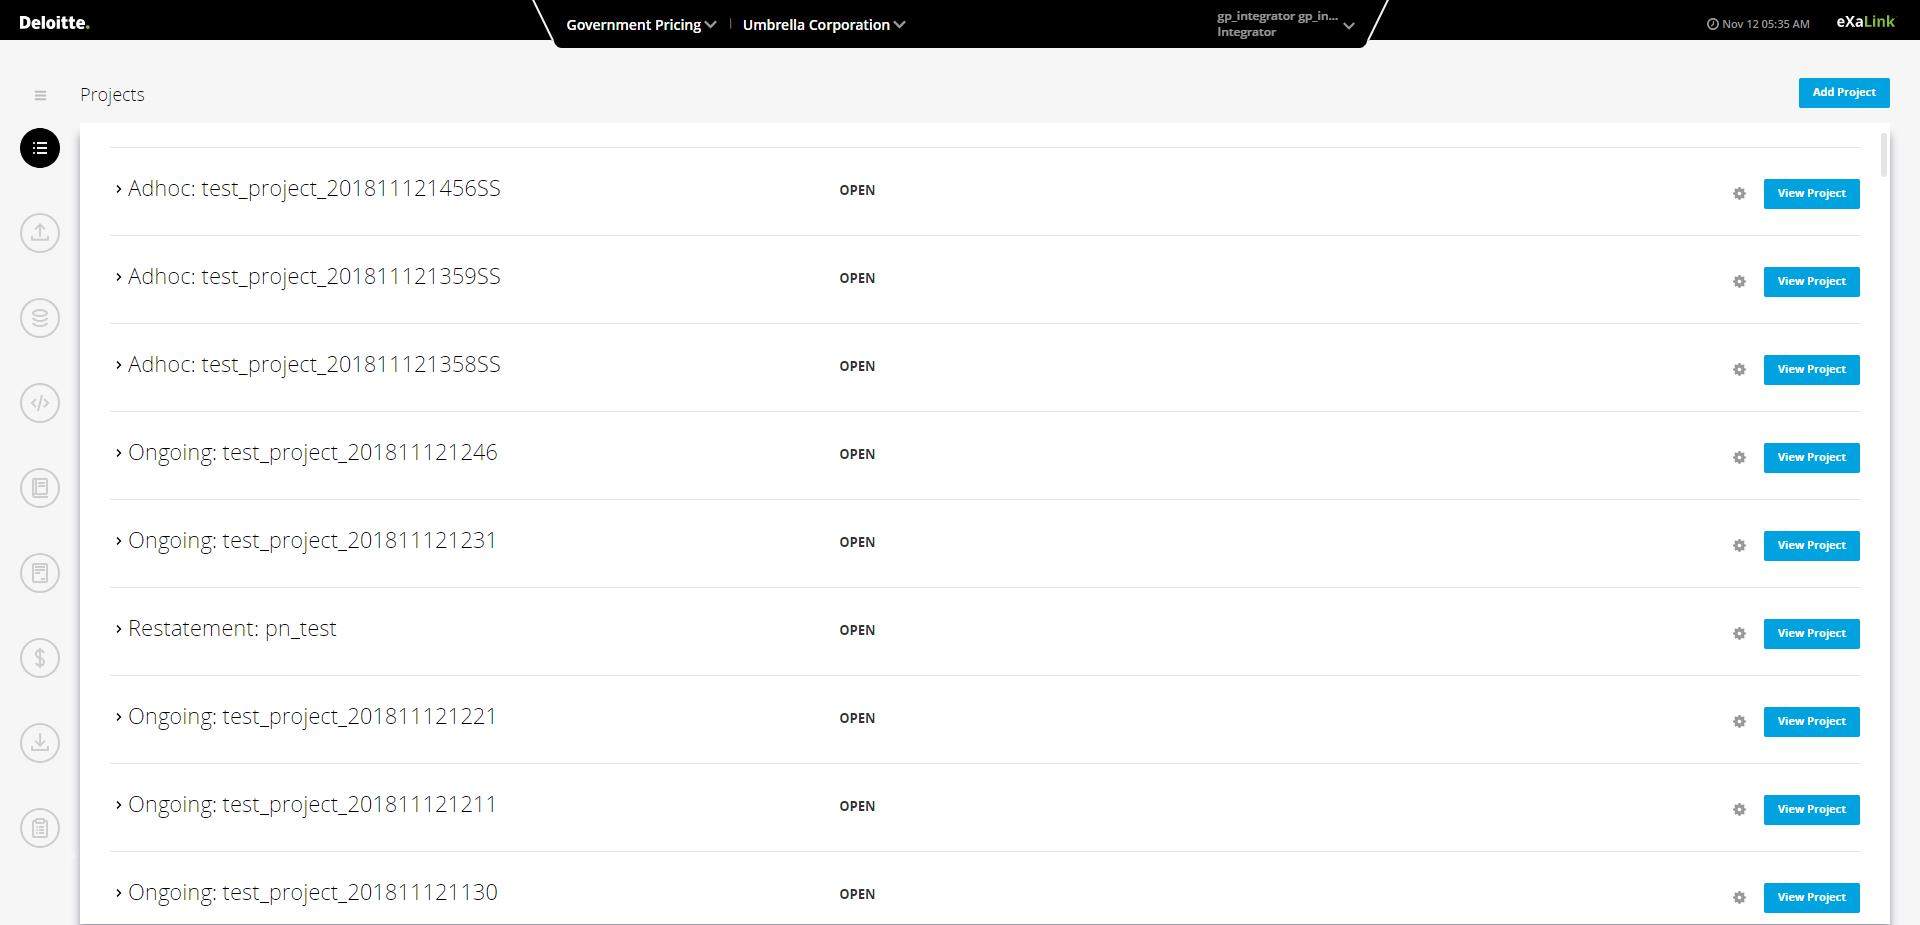 Deloitte.
Government Pricing
Umbrella Corporation
gp_integrator gp_in...
Integrator
Nov 12 05:35 AM
eXaLink
Projects
Add Project
Adhoc: test_project_201811121456SS OPEN View Project
Adhoc: test_project_201811121359SS OPEN View Project
Adhoc: test_project_201811121358SS OPEN View Project
Ongoing: test_project_201811121246 OPEN View Project
Ongoing: test_project_201811121231 OPEN View Project
Restatement: pn_test OPEN View Project
Ongoing: test_project_201811121221 OPEN View Project
Ongoing: test_project_201811121211 OPEN View Project
Ongoing: test_project_201811121130 OPEN View Project